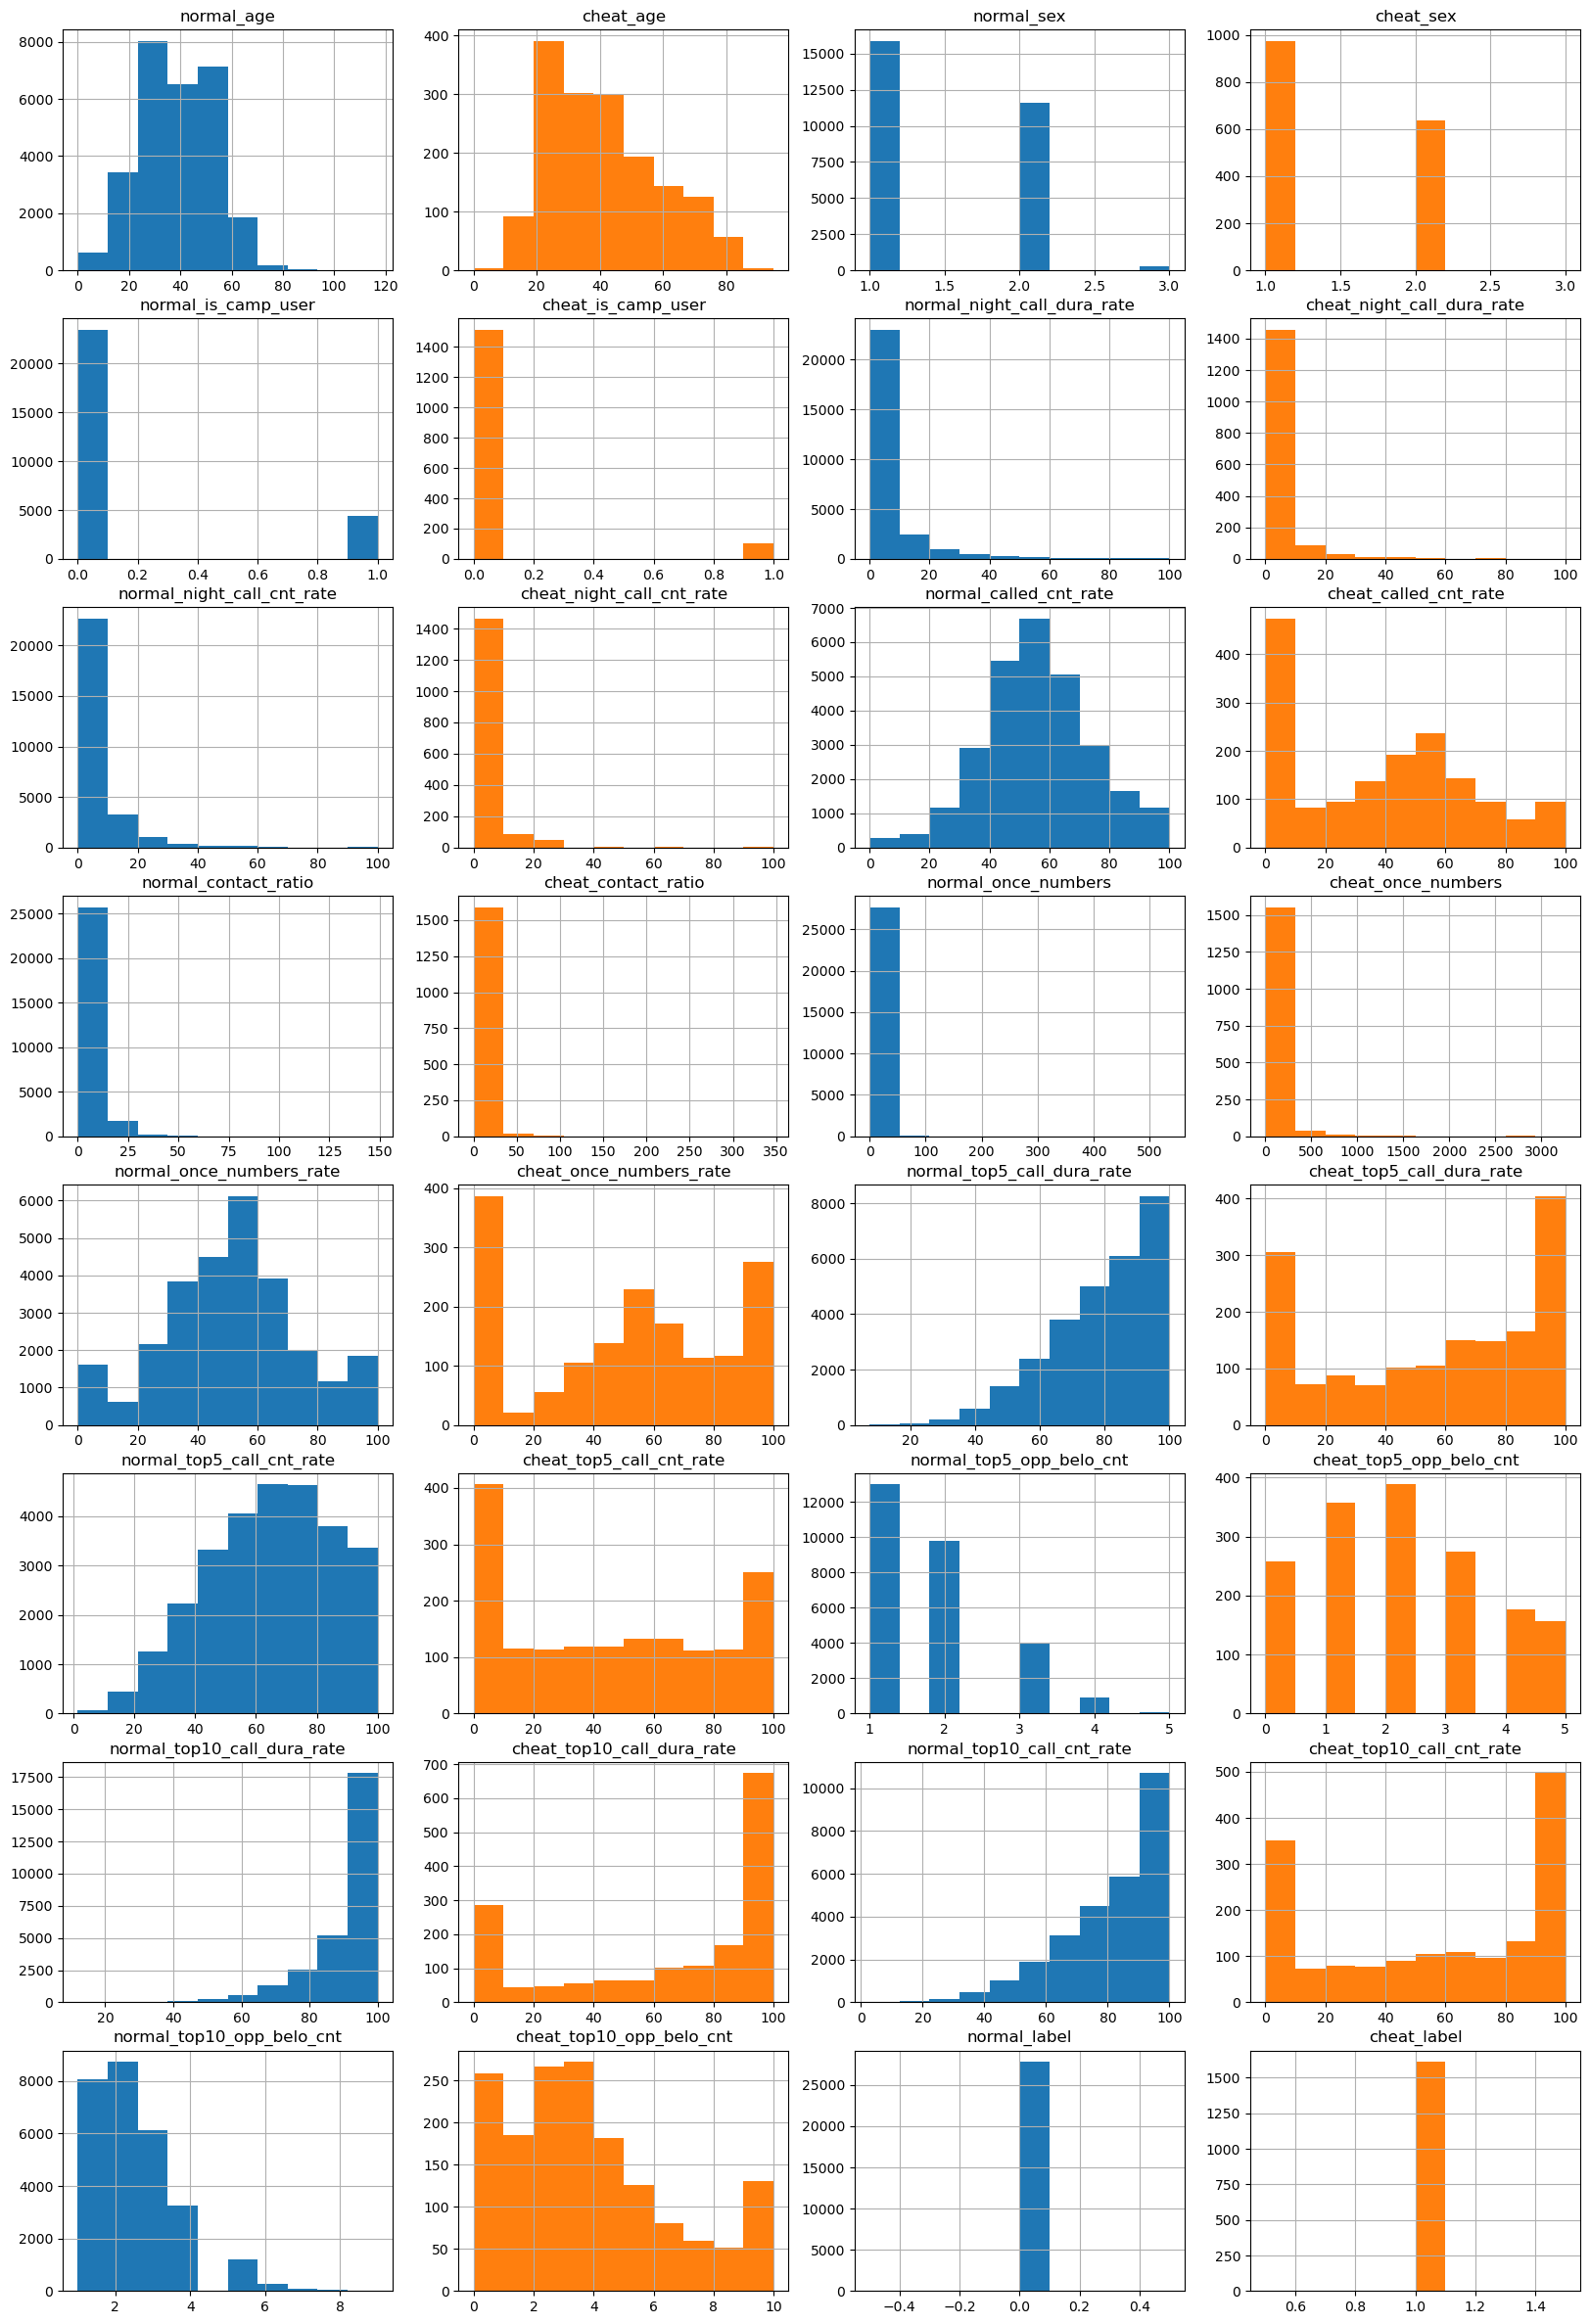 normal_age cheat_age normal_sex cheat_sex
8000 400 15000 1000
6000 300 12500 800
4000 200 10000 600
2000 100 7500 400
0 0 5000 200
2500 0
0
0 20 40 60 80 100 120 0 20 40 60 80 1.0 1.5 2.0 2.5 3.0 1.0 1.5 2.0 2.5 3.0
normal_is_camp_user cheat_is_camp_user normal_night_call_dura_rate cheat_night_call_dura_rate
20000 1400 20000 1400
15000 1200 15000 1200
10000 1000 10000 1000
5000 800 5000 800
0 600 0 600
400 400
200 200
0 0
0.0 0.2 0.4 0.6 0.8 1.0 0.0 0.2 0.4 0.6 0.8 1.0 0 20 40 60 80 100 0 20 40 60 80 100
normal_night_call_cnt_rate cheat_night_call_cnt_rate normal_called_cnt_rate cheat_called_cnt_rate
20000 1400 7000 400
15000 1200 6000 300
10000 1000 5000 200
5000 800 4000 100
0 600 3000 0
400 2000
200 1000
0 0
0 20 40 60 80 100 0 20 40 60 80 100 0 20 40 60 80 100 0 20 40 60 80 100
normal_contact_ratio cheat_contact_ratio normal_once_numbers cheat_once_numbers
25000 1500 25000 1500
20000 1250 20000 1250
15000 1000 15000 1000
10000 750 10000 750
5000 500 5000 500
0 250 0 250
0 0
0 25 50 75 100 125 150 0 50 100 150 200 250 300 350 0 100 200 300 400 500 0 500 1000 1500 2000 2500 3000
normal_once_numbers_rate cheat_once_numbers_rate normal_top5_call_dura_rate cheat_top5_call_dura_rate
6000 400 8000 400
5000 300 6000 300
4000 200 4000 200
3000 100 2000 100
2000 0 0 0
1000
0
0 20 40 60 80 100 0 20 40 60 80 100 20 40 60 80 100 0 20 40 60 80 100
normal_top5_call_cnt_rate cheat_top5_call_cnt_rate normal_top5_opp_belo_cnt cheat_top5_opp_belo_cnt
4000 400 12000 400
3000 300 10000 300
2000 200 8000 200
1000 100 6000 100
0 0 4000 0
2000
0
0 20 40 60 80 100 0 20 40 60 80 100 1 2 3 4 5 0 1 2 3 4 5
normal_top10_call_dura_rate cheat_top10_call_dura_rate normal_top10_call_cnt_rate cheat_top10_call_cnt_rate
17500 700 10000 500
15000 600 8000 400
12500 500 6000 300
10000 400 4000 200
7500 300 2000 100
5000 200 0 0
2500 100
0 0
20 40 60 80 100 0 20 40 60 80 100 0 20 40 60 80 100 0 20 40 60 80 100
normal_top10_opp_belo_cnt cheat_top10_opp_belo_cnt normal_label cheat_label
8000 250 25000 1500
6000 200 20000 1250
4000 150 15000 1000
2000 100 10000 750
0 50 5000 500
0 0 250
0
2 4 6 8 0 2 4 6 8 10 −0.4 −0.2 0.0 0.2 0.4 0.6 0.8 1.0 1.2 1.4